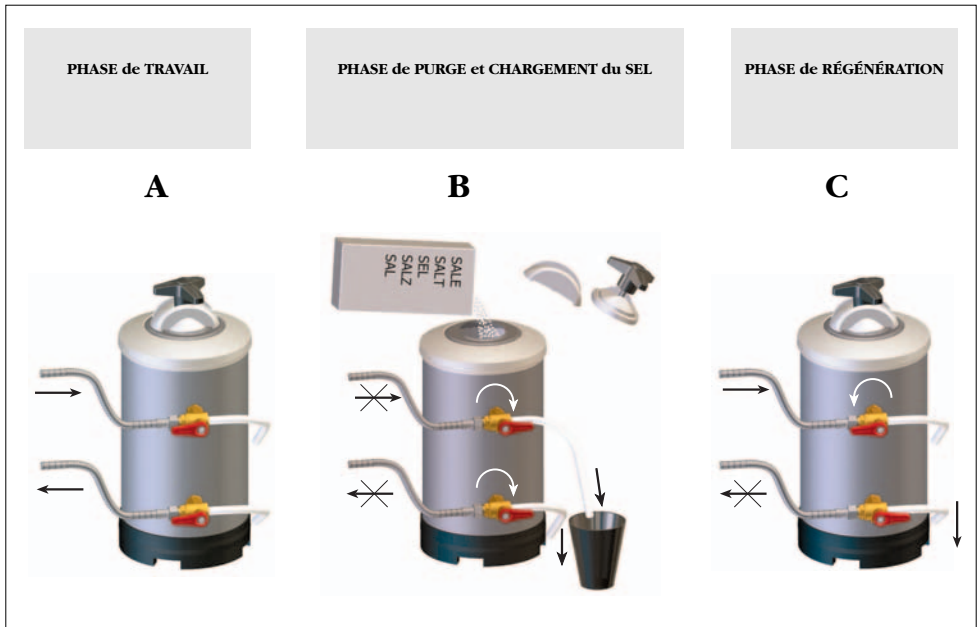 PHASE de TRAVAIL
PHASE de PURGE et CHARGEMENT du SEL
PHASE de RÉGÉNÉRATION
A
B
C
SALE
SALT
SEL
SALZ
SAL